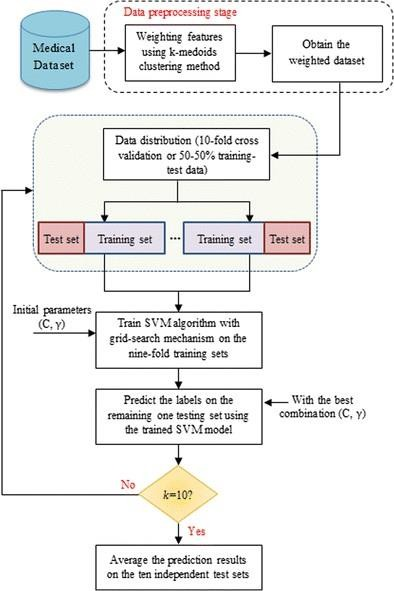 Data preprocessing stage
Medical
Dataset
Weighting features
using k-medoids
clustering method
Obtain the
weighted dataset
Data distribution (10-fold cross
validation or 50-50% training-
test data)
Test set
Training set
...
Training set
Test set
Initial parameters
(C, γ)
Train SVM algorithm with
grid-search mechanism on the
nine-fold training sets
Predict the labels on the
remaining one testing set using
the trained SVM model
With the best
combination (C, γ)
No
k=10?
Yes
Average the prediction results
on the ten independent test sets